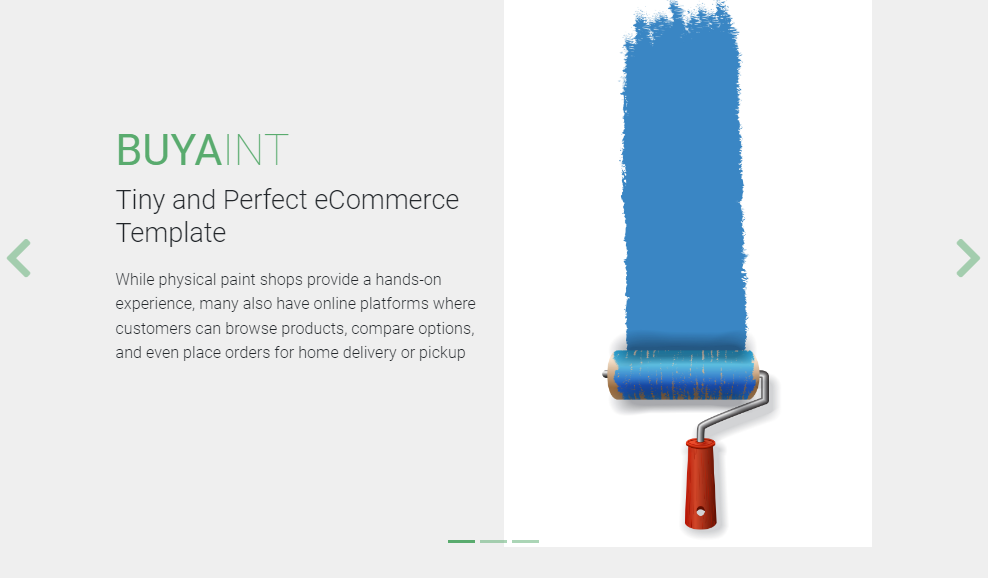 BUYAINT
Tiny and Perfect eCommerce
Template
While physical paint shops provide a hands-on
experience, many also have online platforms where
customers can browse products, compare options,
and even place orders for home delivery or pickup